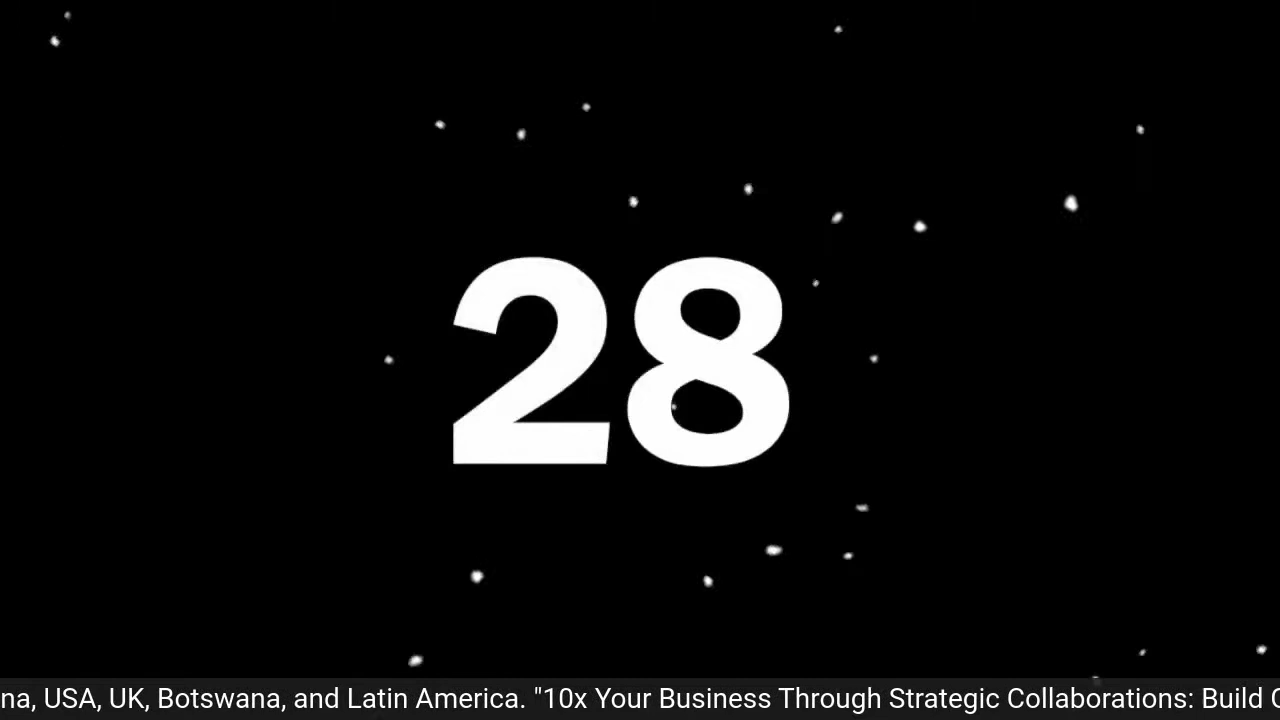 28
na, USA, UK, Botswana, and Latin America. "10x Your Business Through Strategic Collaborations: Build